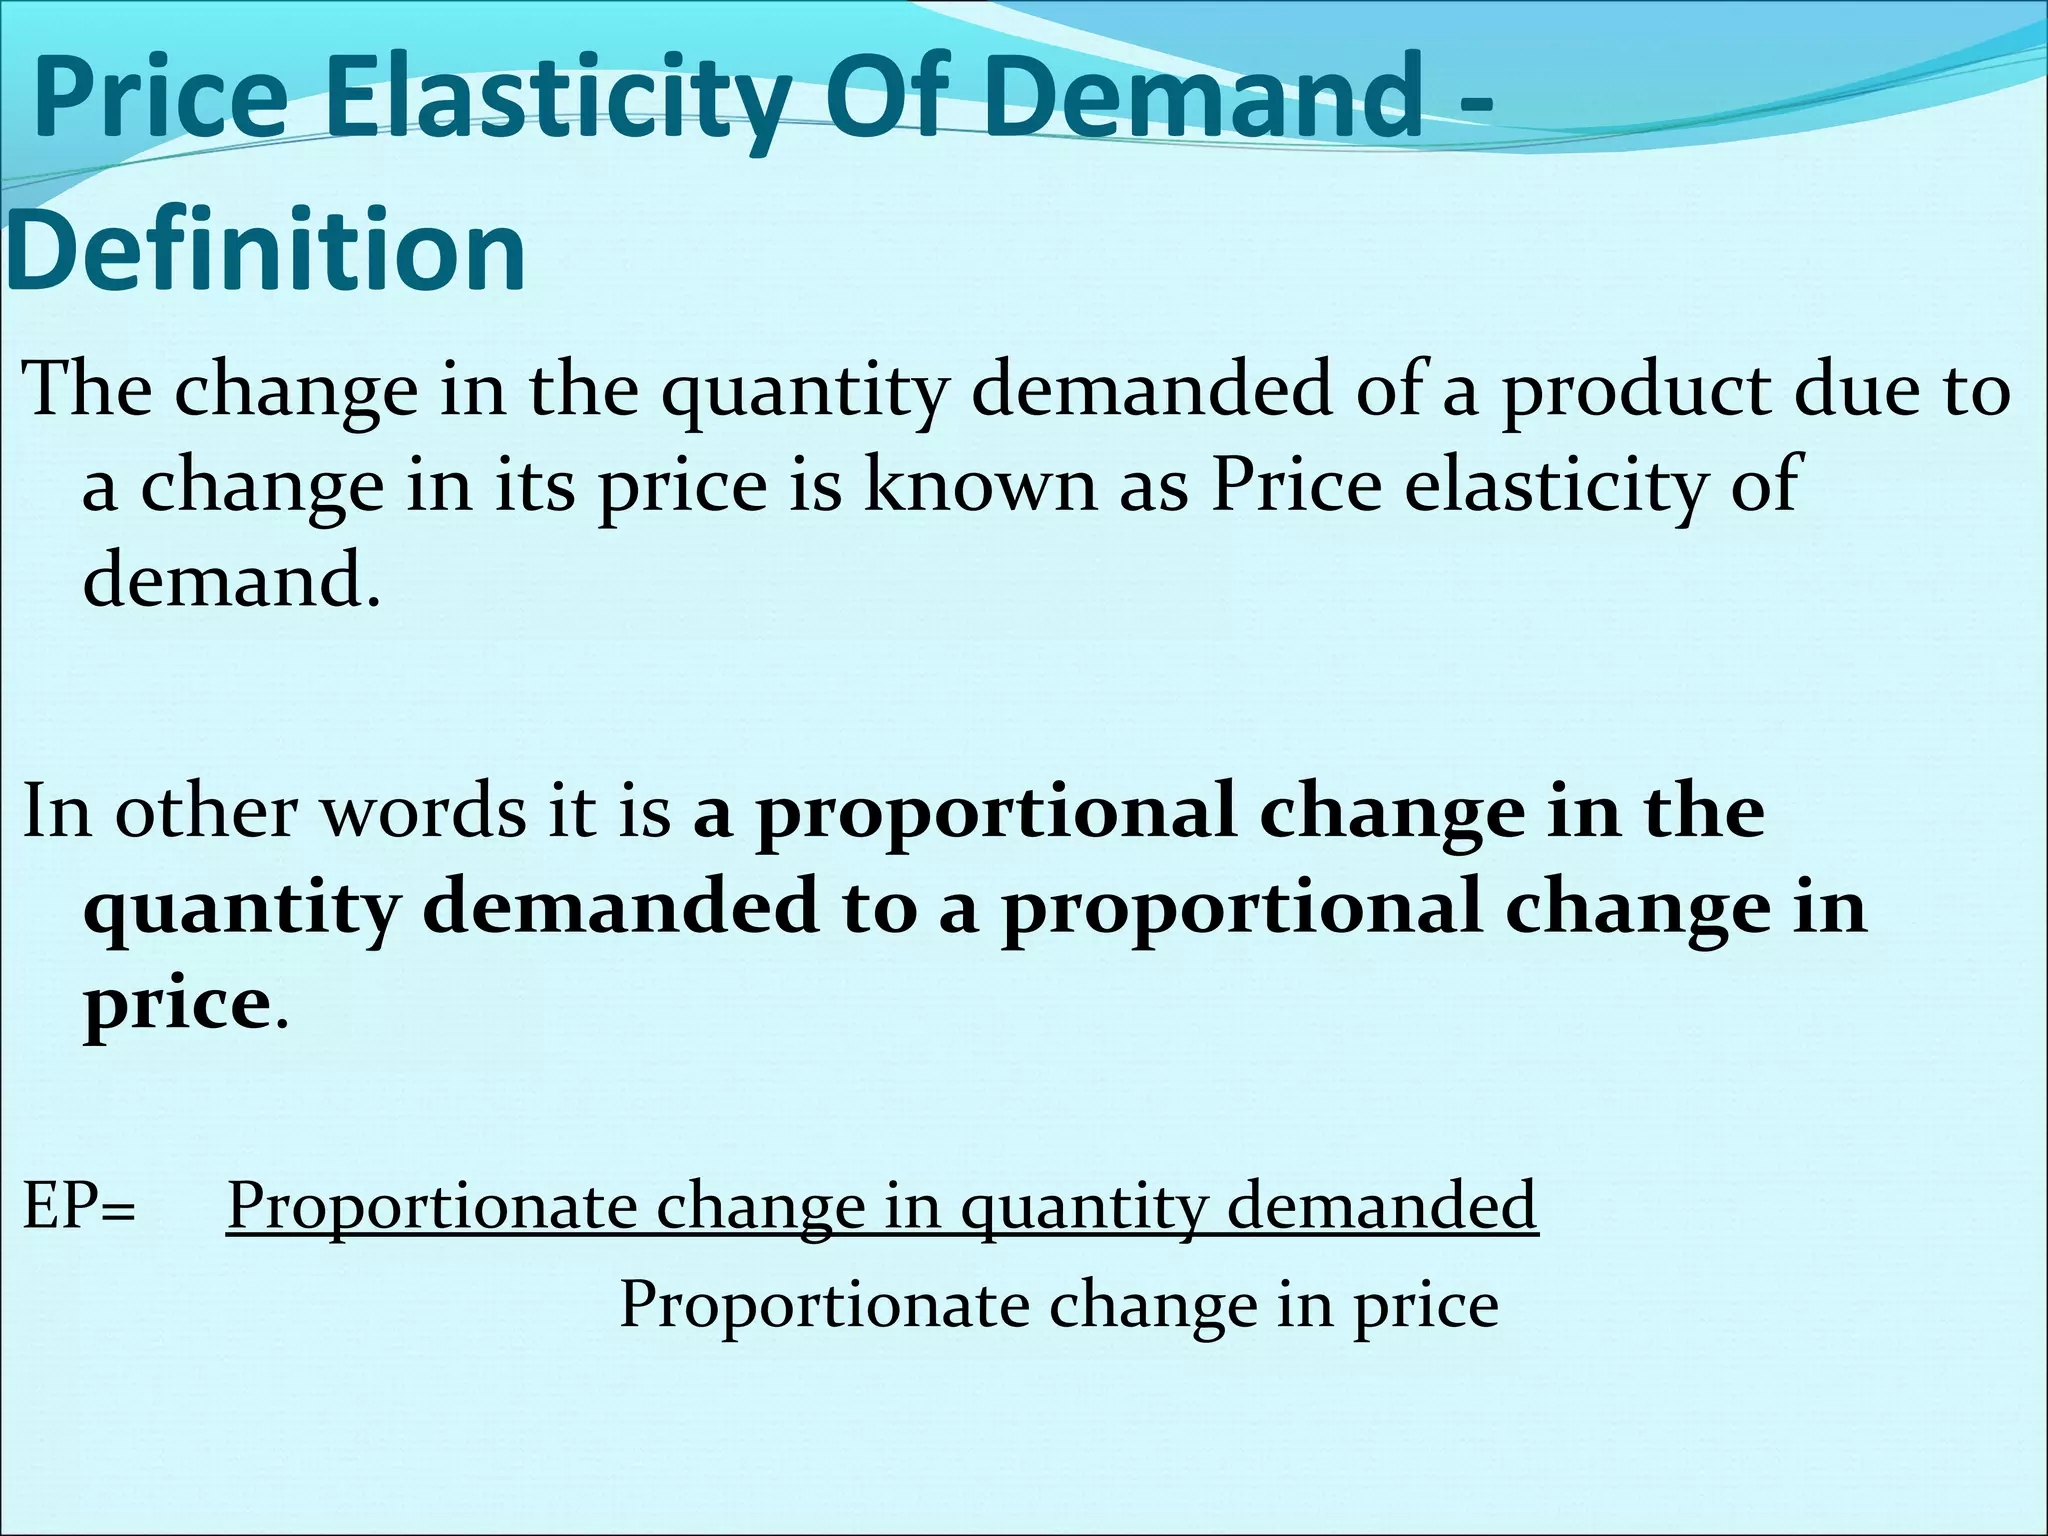 Price Elasticity Of Demand -
Definition
The change in the quantity demanded of a product due to
a change in its price is known as Price elasticity of
demand.
In other words it is a proportional change in the
quantity demanded to a proportional change in
price.
EP= Proportionate change in quantity demanded
Proportionate change in price